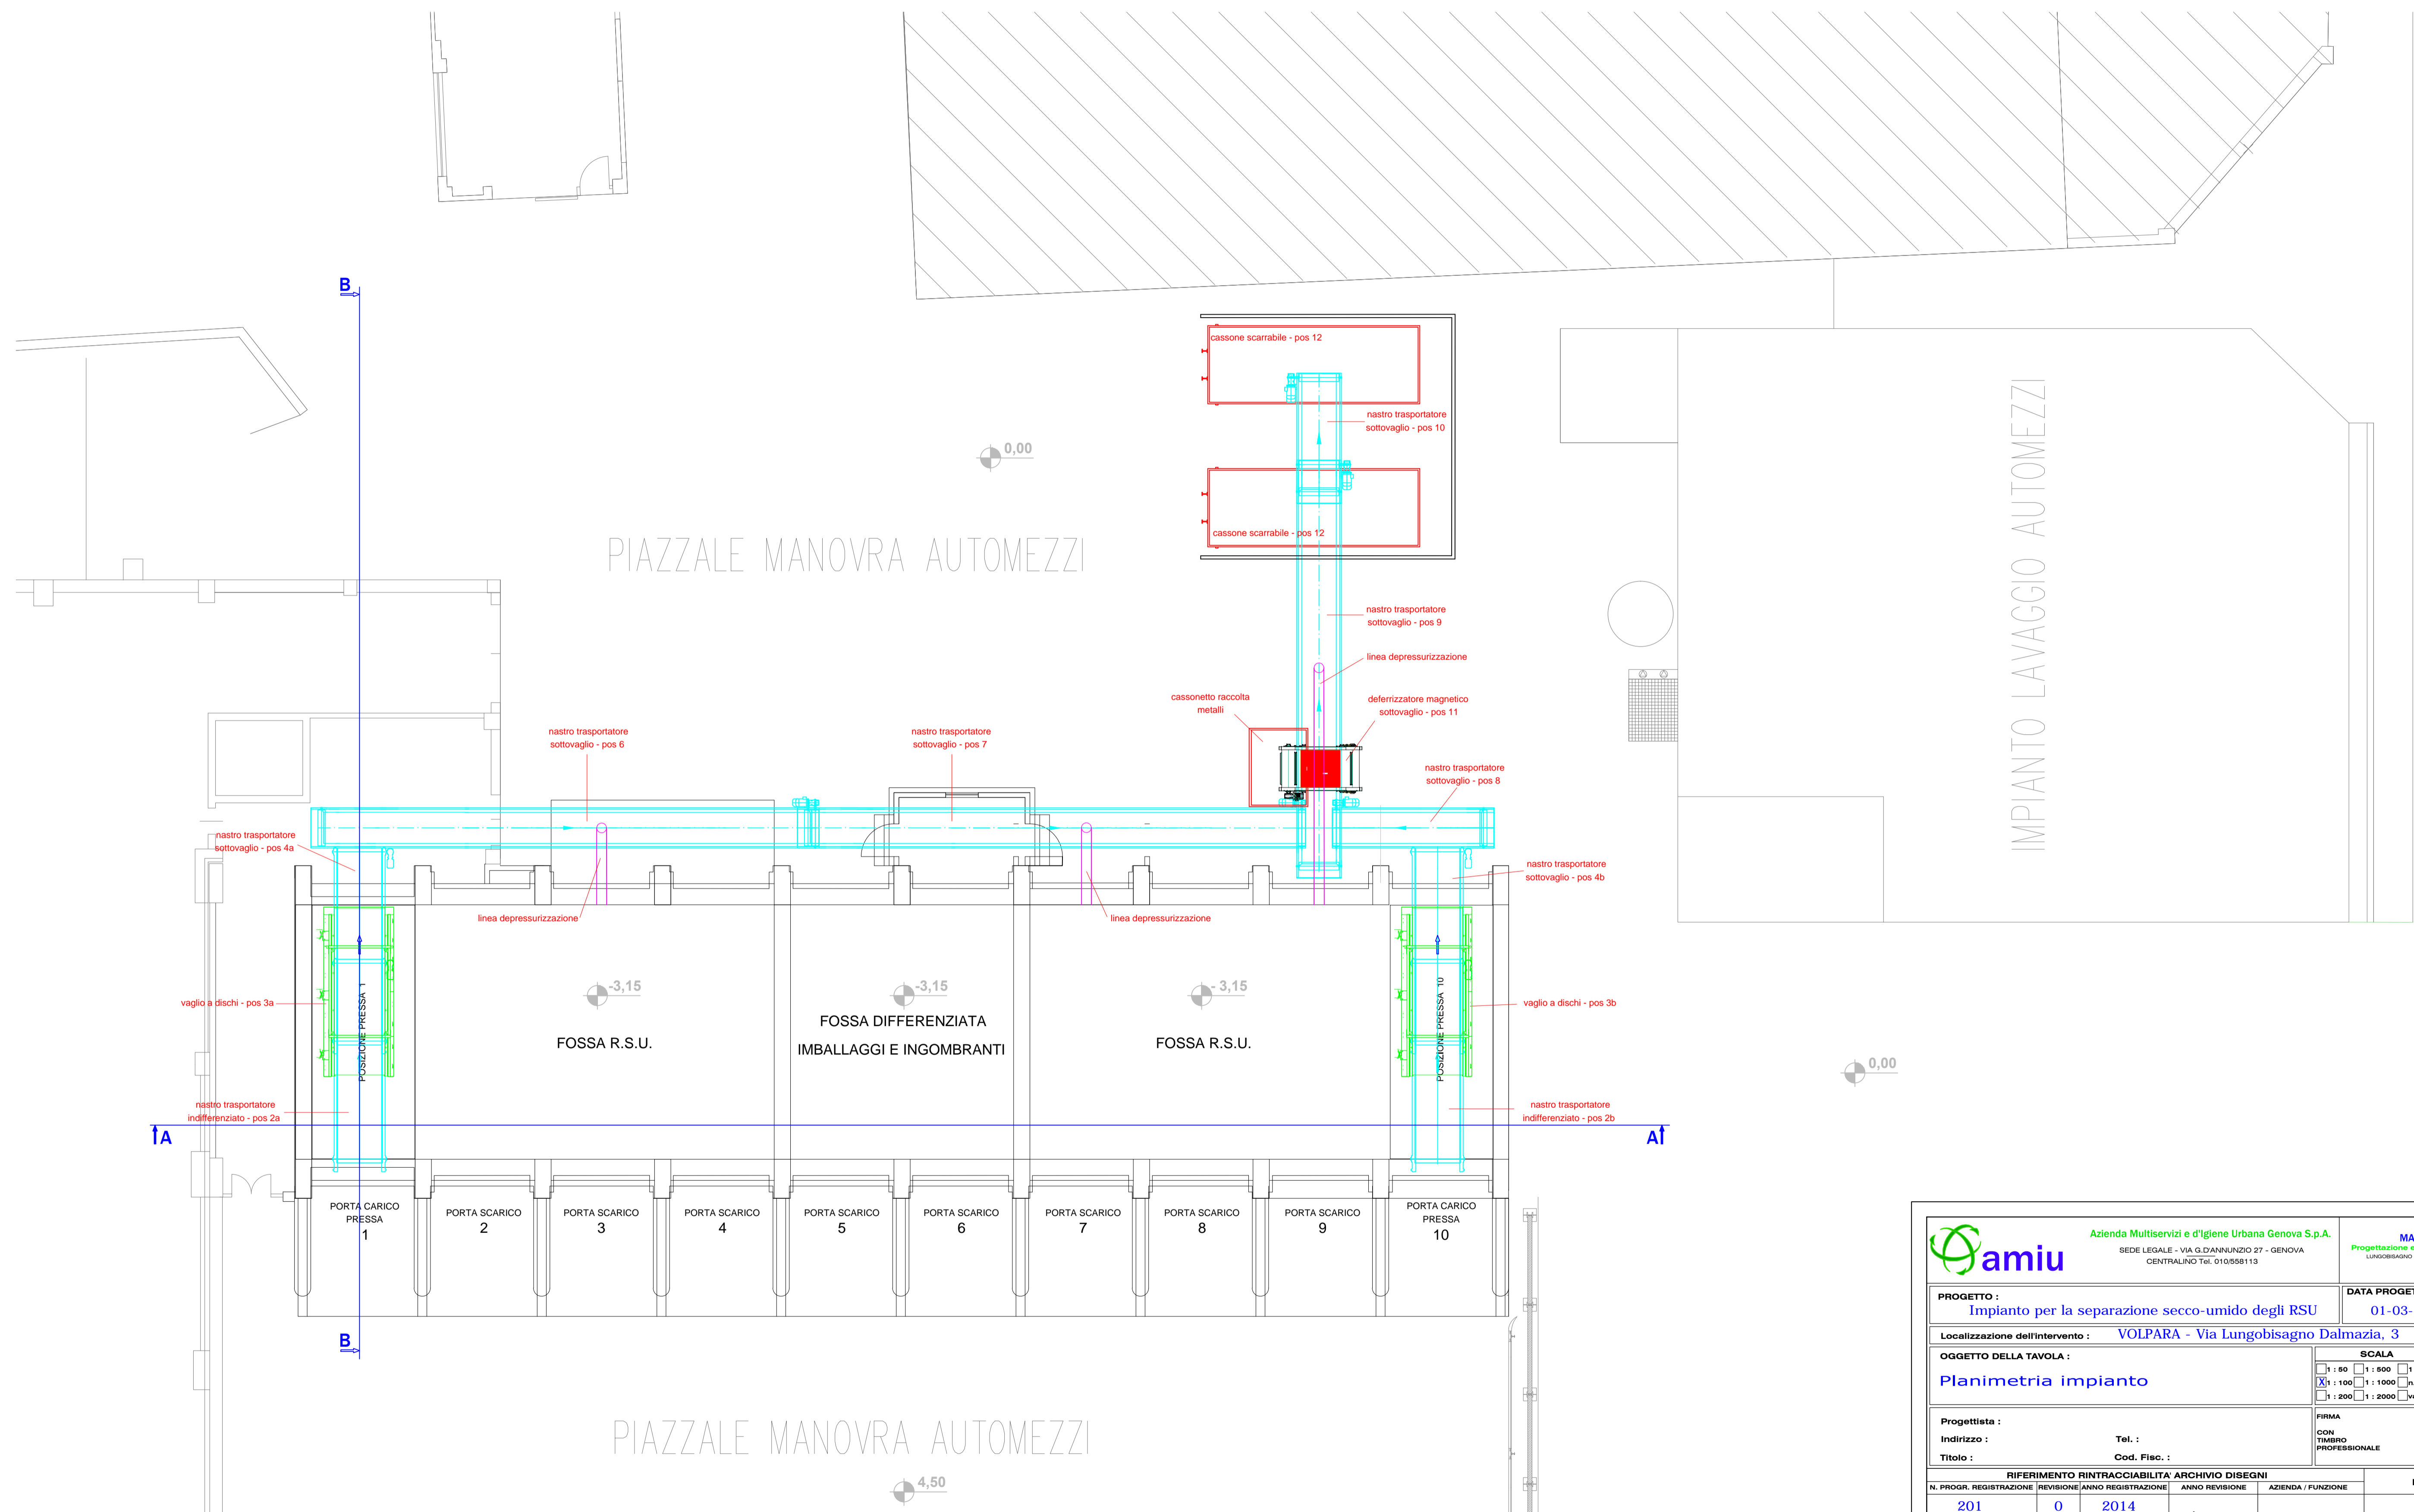 B
cassone scarrabile - pos 12
nastro trasportatore
sottovaglio - pos 10
0,00
PIAZZALE MANOVRA AUTOMEZZI
cassone scarrabile - pos 12
IMPIANTO LAVAGGIO AUTOMEZZI
nastro trasportatore
sottovaglio - pos 9
linea depressurizzazione
cassonetto raccolta
metalli
deferrizzatore magnetico
sottovaglio - pos 11
nastro trasportatore
sottovaglio - pos 6
nastro trasportatore
sottovaglio - pos 7
nastro trasportatore
sottovaglio - pos 8
nastro trasportatore
sottovaglio - pos 4a
nastro trasportatore
sottovaglio - pos 4b
linea depressurizzazione
linea depressurizzazione
vaglio a dischi - pos 3a
POSIZIONE PRESSA 1
-3,15
FOSSA R.S.U.
-3,15
FOSSA DIFFERENZIATA
IMBALLAGGI E INGOMBRANTI
- 3,15
FOSSA R.S.U.
POSIZIONE PRESSA 10
vaglio a dischi - pos 3b
0,00
nastro trasportatore
indifferenziato - pos 2a
nastro trasportatore
indifferenziato - pos 2b
A
A
PORTA CARICO
PRESSA
1
PORTA SCARICO
2
PORTA SCARICO
3
PORTA SCARICO
4
PORTA SCARICO
5
PORTA SCARICO
6
PORTA SCARICO
7
PORTA SCARICO
8
PORTA SCARICO
9
PORTA CARICO
PRESSA
10
B
PIAZZALE MANOVRA AUTOMEZZI
4,50
amiu
Azienda Multiservizi e d'Igiene Urbana Genova S.p.A.
SEDE LEGALE - VIA G.D'ANNUNZIO 27 - GENOVA
CENTRALINO Tel. 010/558113
MA
Progettazione e
LUNGOBISAGNO
PROGETTO :
Impianto per la separazione secco-umido degli RSU
DATA PROGET
01-03-
Localizzazione dell'intervento : VOLPARA - Via Lungobisagno Dalmazia, 3
OGGETTO DELLA TAVOLA :
Planimetria impianto
SCALA
1 : 50 1 : 500 1
X 1 : 100 1 : 1000 n.
1 : 200 1 : 2000 va
Progettista :
Indirizzo : Tel. :
Titolo : Cod. Fisc. :
FIRMA
CON
TIMBRO
PROFESSIONALE
RIFERIMENTO RINTRACCIABILITA' ARCHIVIO DISEGNI
N. PROGR. REGISTRAZIONE REVISIONE ANNO REGISTRAZIONE ANNO REVISIONE AZIENDA / FUNZIONE
201 0 2014